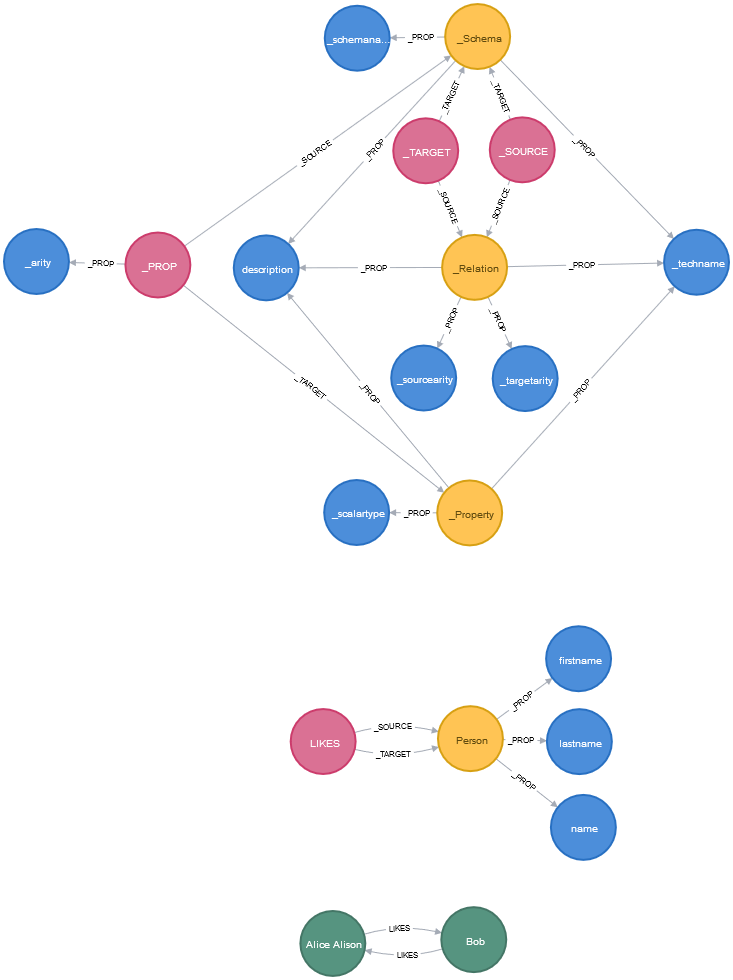 _schemana...
_PROP
_Schema
_TARGET
_TARGET
_PROP
_SOURCE
_PROP
_TARGET
_SOURCE
_SOURCE
_SOURCE
_arity
_PROP
_PROP
description
_PROP
_Relation
_PROP
_techname
_PROP
_PROP
_sourcearity
_targetarity
_TARGET
_PROP
_PROP
_scalartype
_PROP
_Property
firstname
_PROP
LIKES
_SOURCE
_TARGET
Person
_PROP
lastname
_PROP
name
Alice Alison
LIKES
LIKES
Bob